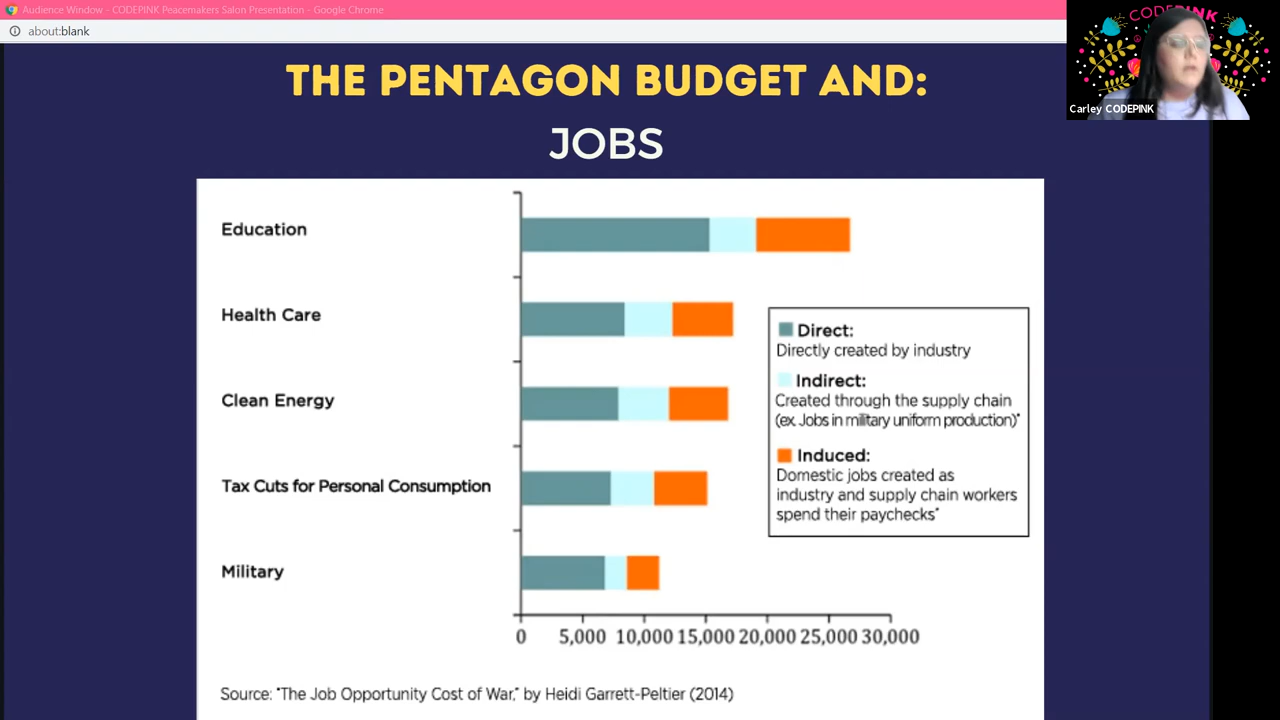 Audience Window - CODEPINK Peacemakers Salon Presentation - Google Chrome
about:blank
CODEPINK
Carley CODEPINK
THE PENTAGON BUDGET AND:
JOBS
Education
Health Care
Clean Energy
Tax Cuts for Personal Consumption
Military
Direct:
Directly created by industry
Indirect:
Created through the supply chain
(ex. Jobs in military uniform production)"
Induced:
Domestic jobs created as
industry and supply chain workers
spend their paychecks"
0 5,000 10,000 15,000 20,000 25,000 30,000
Source: "The Job Opportunity Cost of War," by Heidi Garrett-Peltier (2014)